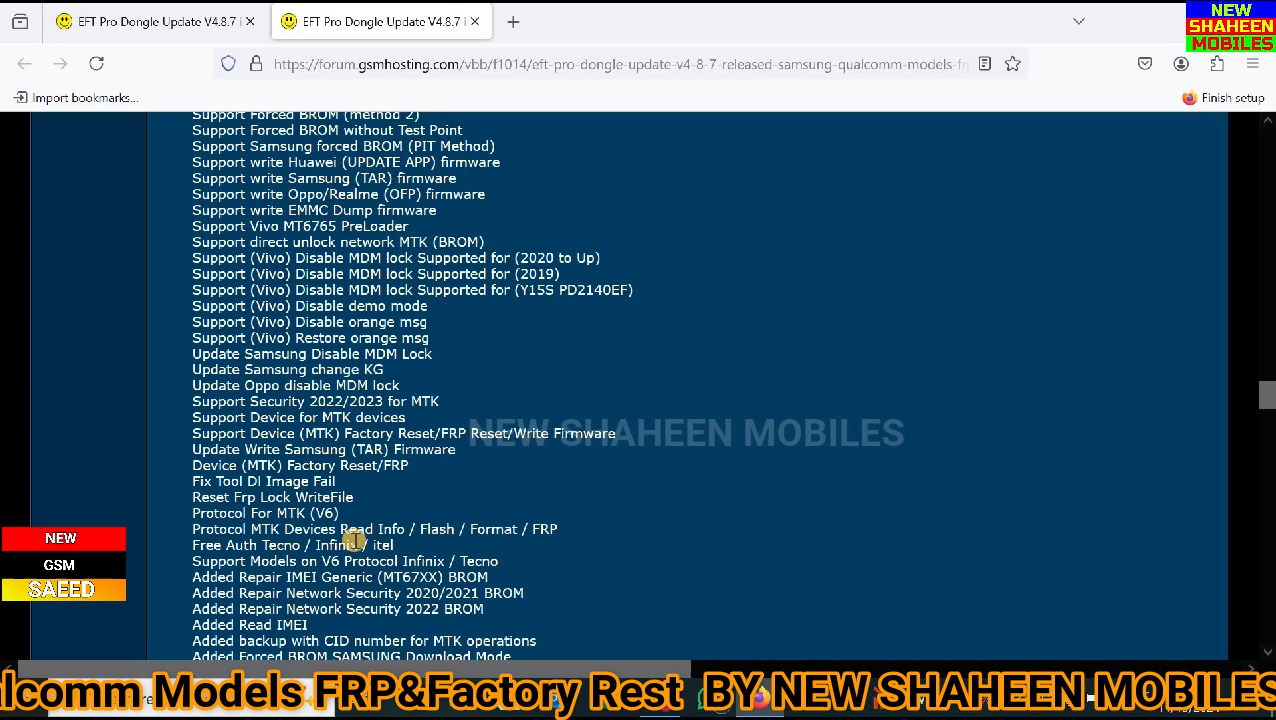 EFT Pro Dongle Update V4.8.7 i
EFT Pro Dongle Update V4.8.7 i
NEW
SHAHEEN
MOBILES
https://forum.gsmhosting.com/vbb/f1014/eft-pro-dongle-update-v4-8-7-released-samsung-qualcomm-models-frp
Import bookmarks...
Finish setup
Support Forced BROM (method 2)
Support Forced BROM without Test Point
Support Samsung forced BROM (PIT Method)
Support write Huawei (UPDATE APP) firmware
Support write Samsung (TAR) firmware
Support write Oppo/Realme (OFP) firmware
Support write EMMC Dump firmware
Support Vivo MT6765 PreLoader
Support direct unlock network MTK (BROM)
Support (Vivo) Disable MDM lock Supported for (2020 to Up)
Support (Vivo) Disable MDM lock Supported for (2019)
Support (Vivo) Disable MDM lock Supported for (Y15S PD2140EF)
Support (Vivo) Disable demo mode
Support (Vivo) Disable orange msg
Support (Vivo) Restore orange msg
Update Samsung Disable MDM Lock
Update Samsung change KG
Update Oppo disable MDM lock
Support Security 2022/2023 for MTK
Support Device for MTK devices
Support Device (MTK) Factory Reset/FRP Reset/Write Firmware
NEW SHAHEEN MOBILES
Update Write Samsung (TAR) Firmware
Device (MTK) Factory Reset/FRP
Fix Tool DI Image Fail
Reset Frp Lock WriteFile
Protocol For MTK (V6)
Protocol MTK Devices Read Info / Flash / Format / FRP
Free Auth Tecno / Infinix / itel
Support Models on V6 Protocol Infinix / Tecno
Added Repair IMEI Generic (MT67XX) BROM
Added Repair Network Security 2020/2021 BROM
Added Repair Network Security 2022 BROM
Added Read IMEI
Added backup with CID number for MTK operations
Added Forced BROM SAMSUNG Download Mode
NEW
GSM
SAEED
alcomm Models FRP&Factory Rest BY NEW SHAHEEN MOBILES